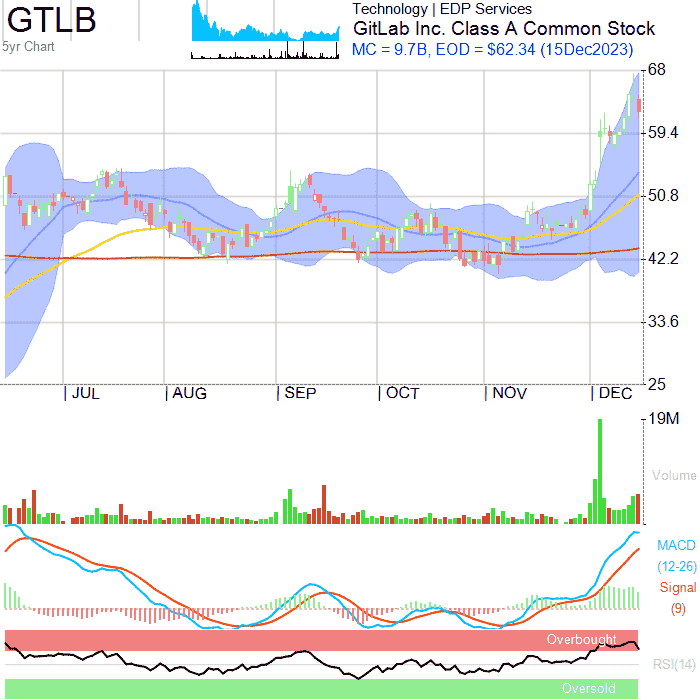 GTLB
5yr Chart
Technology | EDP Services
GitLab Inc. Class A Common Stock
MC = 9.7B, EOD = $62.34 (15Dec2023)
68
59.4
50.8
42.2
33.6
25
| JUL | AUG | SEP | OCT | NOV | DEC
19M
Volume
MACD
(12-26)
Signal
(9)
Overbought
RSI(14)
Oversold